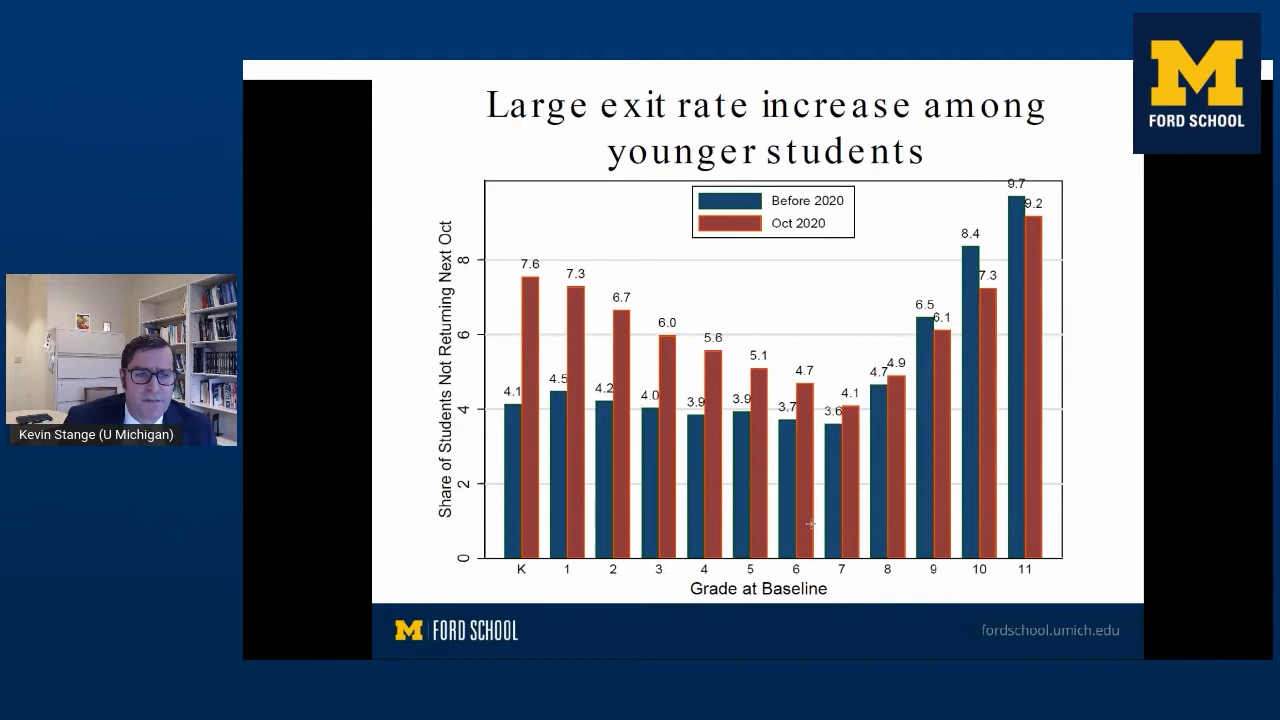 M
FORD SCHOOL
Large exit rate increase among
younger students
Before 2020
Oct 2020
Share of Students Not Returning Next Oct
8
6
4
2
0
4.1 7.6 4.5 7.3 4.2 6.7 4.0 6.0 3.9 5.6 3.9 5.1 3.7 4.7 3.6 4.1 4.7 4.9 6.5 6.1 8.4 7.3 9.7 9.2
K 1 2 3 4 5 6 7 8 9 10 11
Grade at Baseline
Kevin Stange (U Michigan)
M FORD SCHOOL
fordschool.umich.edu